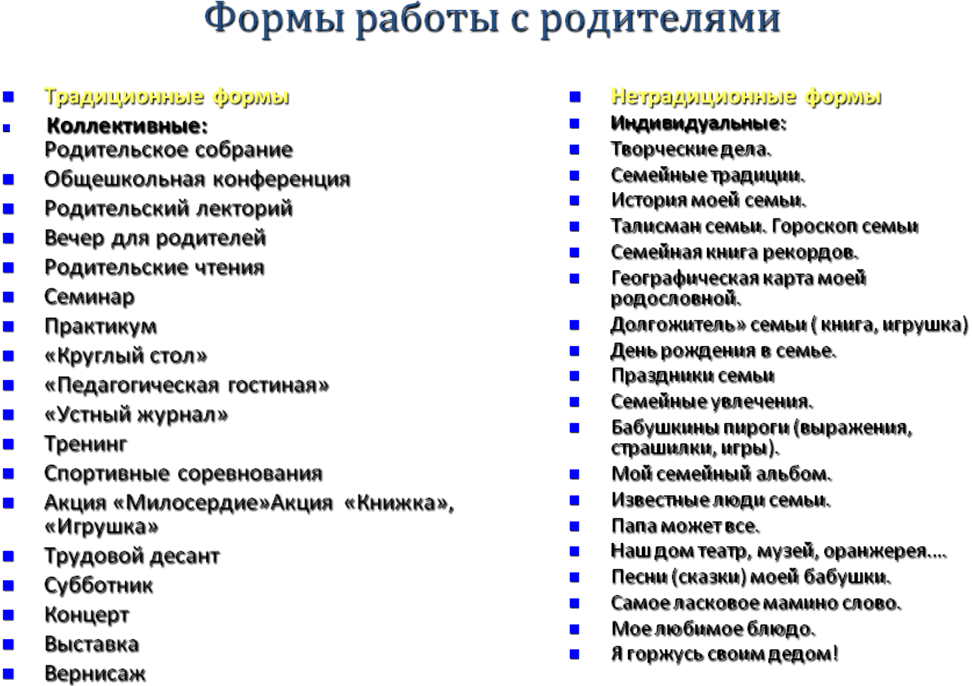 Формы работы с родителями
Традиционные формы
Коллективные:
Родительское собрание
Общешкольная конференция
Родительский лекторий
Вечер для родителей
Родительские чтения
Семинар
Практикум
«Круглый стол»
«Педагогическая гостиная»
«Устный журнал»
Тренинг
Спортивные соревнования
Акция «Милосердие»Акция «Книжка»,
«Игрушка»
Трудовой десант
Субботник
Концерт
Выставка
Вернисаж
Нетрадиционные формы
Индивидуальные:
Творческие дела.
Семейные традиции.
История моей семьи.
Талисман семьи. Гороскоп семьи
Семейная книга рекордов.
Географическая карта моей
родословной.
Долгожитель» семьи ( книга, игрушка)
День рождения в семье.
Праздники семьи
Семейные увлечения.
Бабушкины пироги (выражения,
страшилки, игры).
Мой семейный альбом.
Известные люди семьи.
Папа может все.
Наш дом театр, музей, оранжерея....
Песни (сказки) моей бабушки.
Самое ласковое мамино слово.
Мое любимое блюдо.
Я горжусь своим дедом!